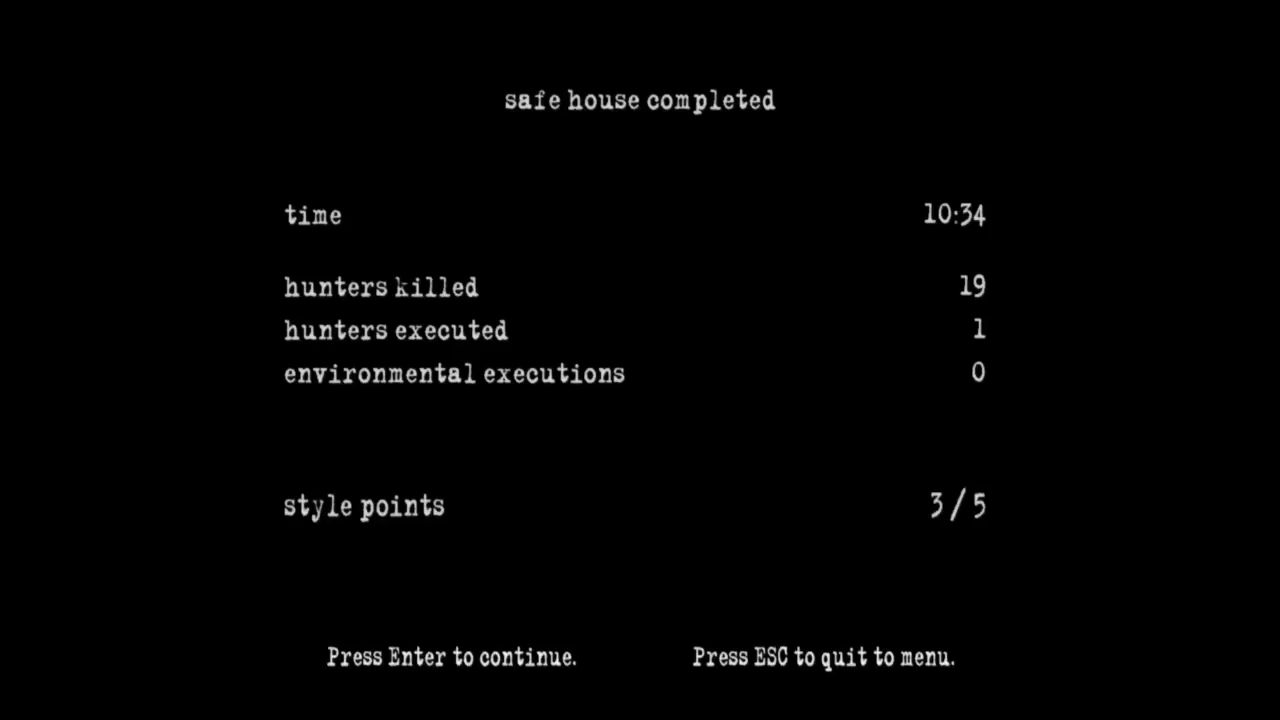 safe house completed
time 10:34
hunters killed 19
hunters executed 1
environmental executions 0
style points 3/5
Press Enter to continue. Press ESC to quit to menu.